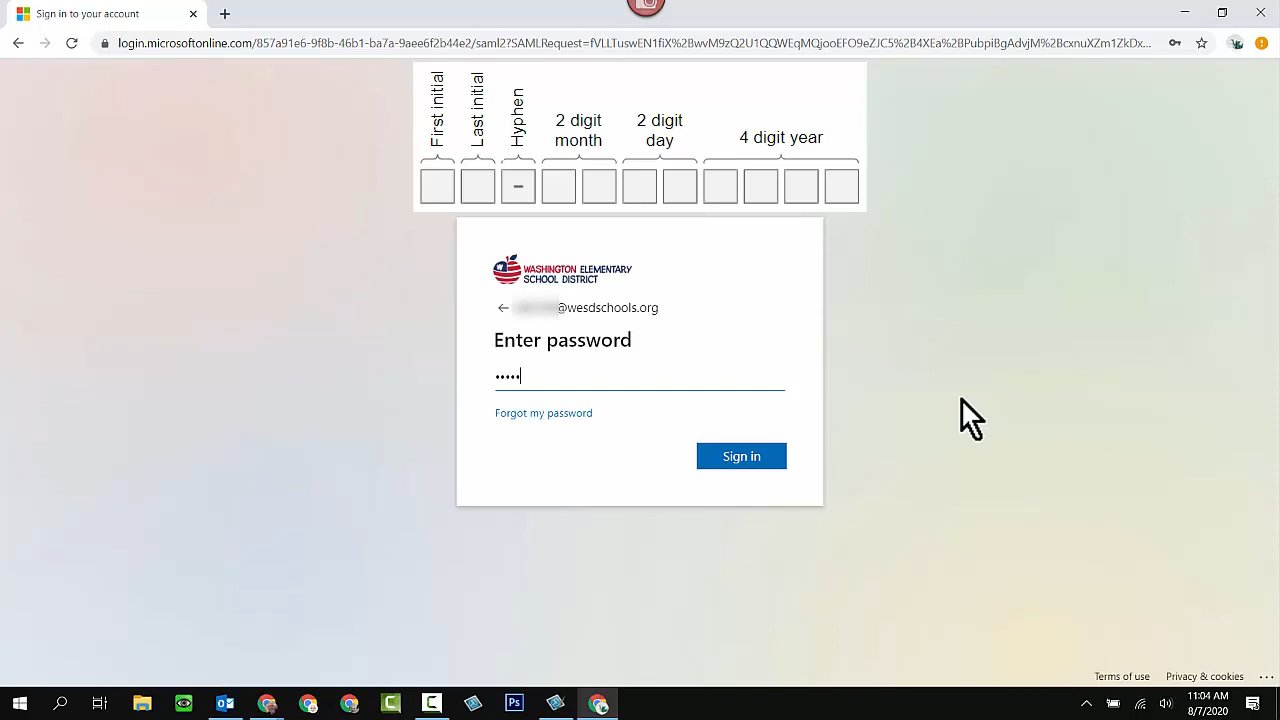 Sign in to your account
login.microsoftonline.com/857a91e6-9f8b-46b1-ba7a-9aee6f2b44e2/saml2?SAMLRequest=fVLLTuswEN1fiX%2BwvM9zQ2U1QQWEqMQjooEFO9eZJC5%2B4XEa%2BPubpiBgAdvjM%2BcxnuXZm1ZkDx...
First initial
Last initial
Hyphen
2 digit month
2 digit day
4 digit year
-
WASHINGTON ELEMENTARY
SCHOOL DISTRICT
@wesdschools.org
Enter password
Forgot my password
Sign in
Terms of use
Privacy & cookies
...
11:04 AM
8/7/2020